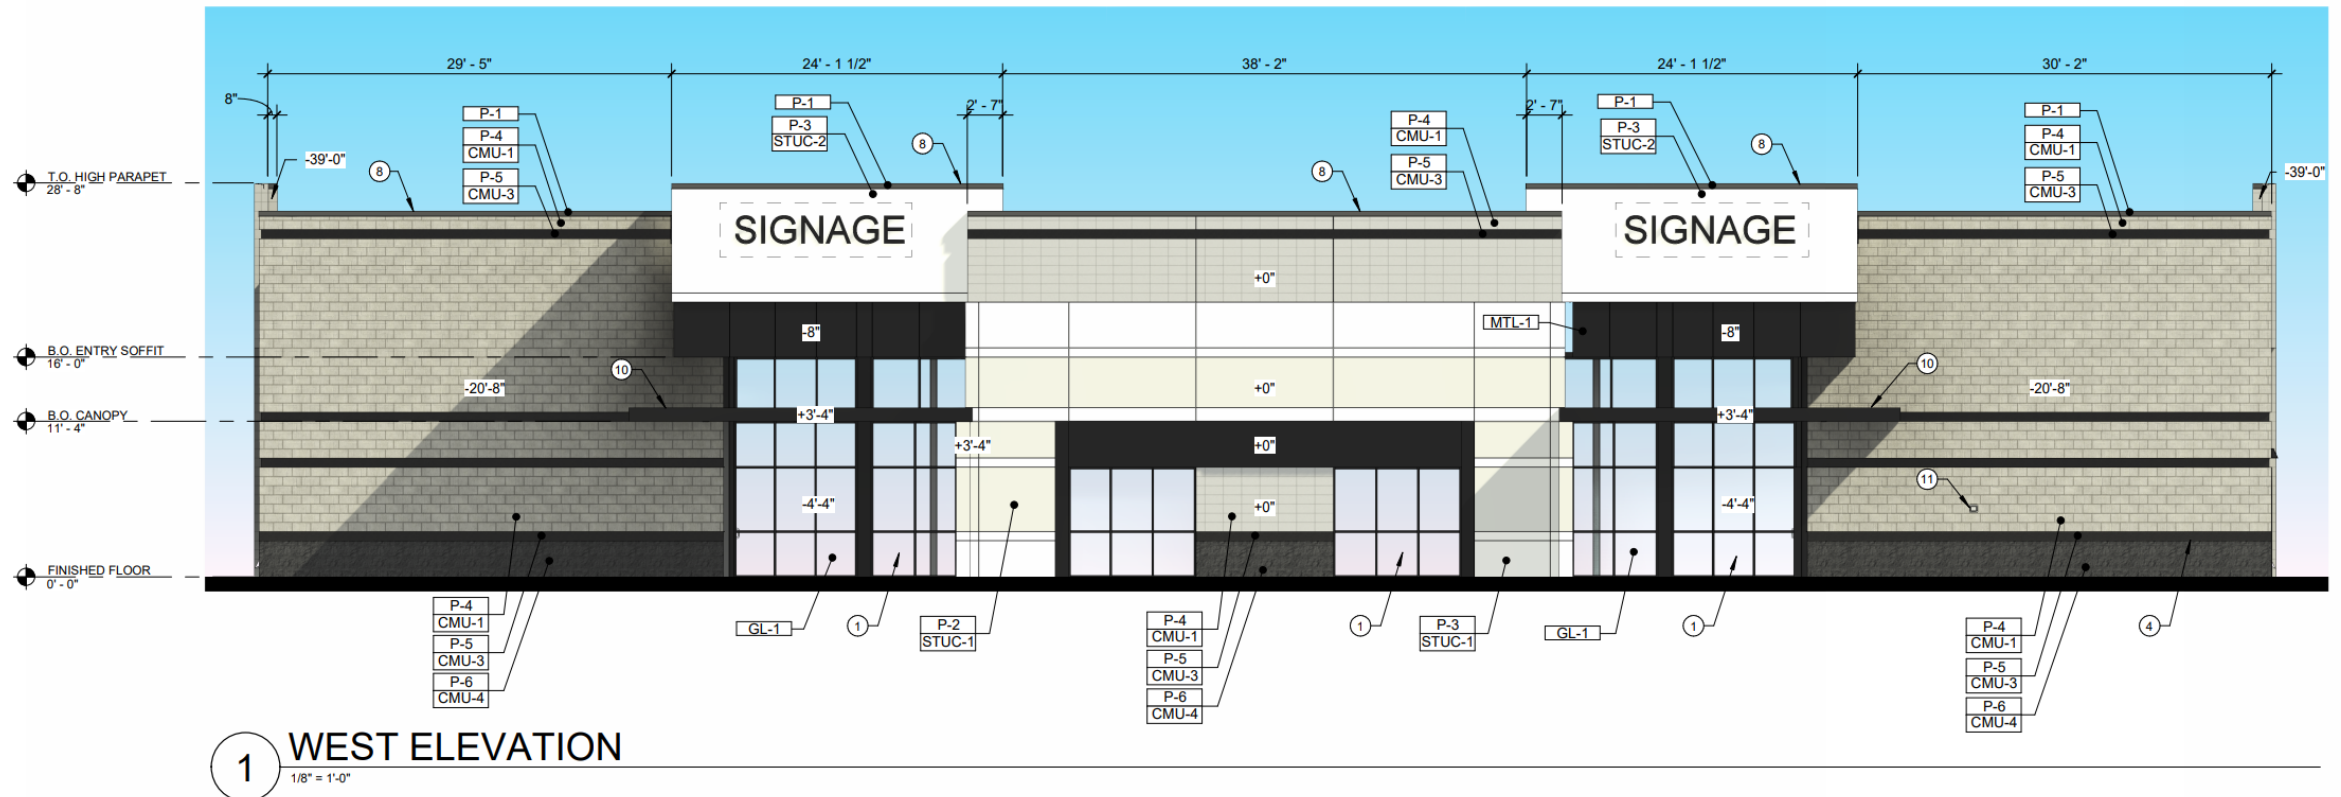 29' - 5"
24' - 1 1/2"
38' - 2"
24' - 1 1/2"
30' - 2"
8"
2' - 7"
2' - 7"
P-1
P-4
CMU-1
P-5
CMU-3
P-1
P-3
STUC-2
8
8
-39'-0"
8
P-4
CMU-1
P-5
CMU-3
P-1
P-3
STUC-2
8
P-1
P-4
CMU-1
P-5
CMU-3
-39'-0"
T.O. HIGH PARAPET
28' - 8"
SIGNAGE
SIGNAGE
+0"
-8"
MTL-1
-8"
B.O. ENTRY SOFFIT
16' - 0"
10
10
-20'-8"
+0"
-20'-8"
B.O. CANOPY
11' - 4"
+3'-4"
+3'-4"
+3'-4"
+0"
11
-4'-4"
+0"
-4'-4"
FINISHED FLOOR
0' - 0"
P-4
CMU-1
P-5
CMU-3
P-6
CMU-4
GL-1
1
P-2
STUC-1
P-4
CMU-1
P-5
CMU-3
P-6
CMU-4
1
P-3
STUC-1
GL-1
1
P-4
CMU-1
P-5
CMU-3
P-6
CMU-4
4
1
WEST ELEVATION
1/8" = 1'-0"